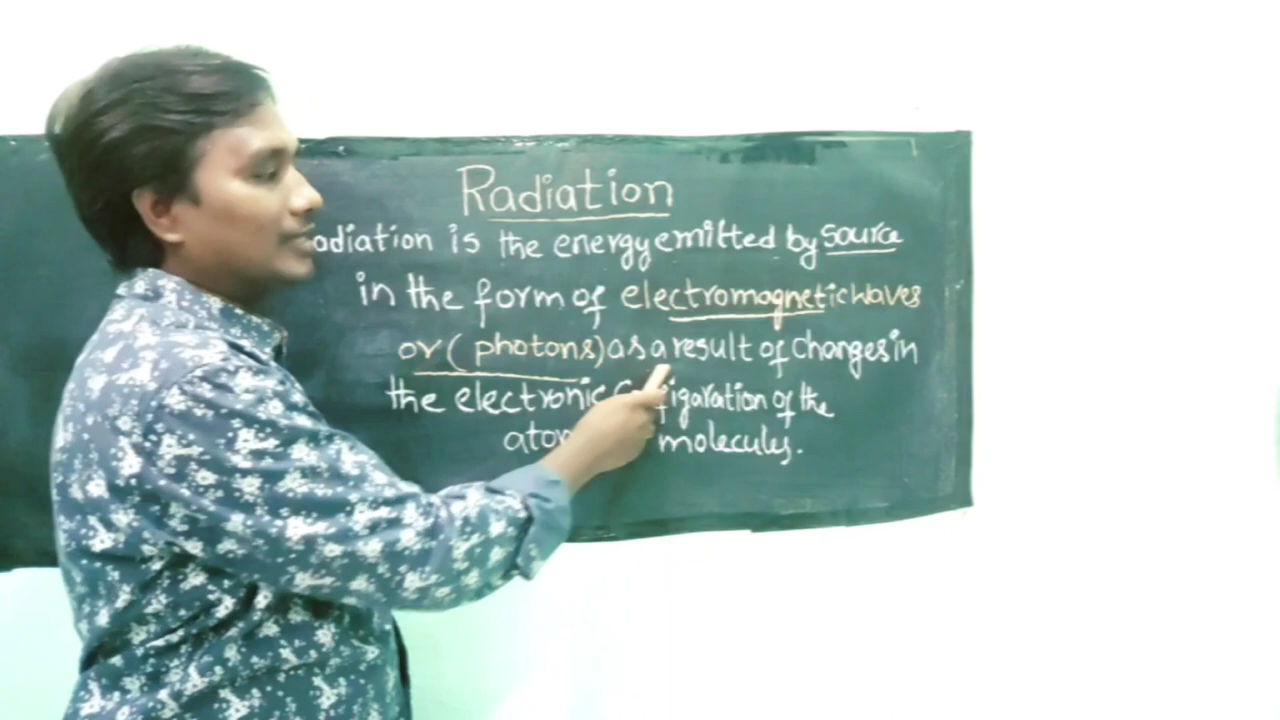 Radiation
adiation is the energy emitted by source
in the form of electromagnetic waves
or ( photons) as a result of changes in
the electronic of the
molecules.